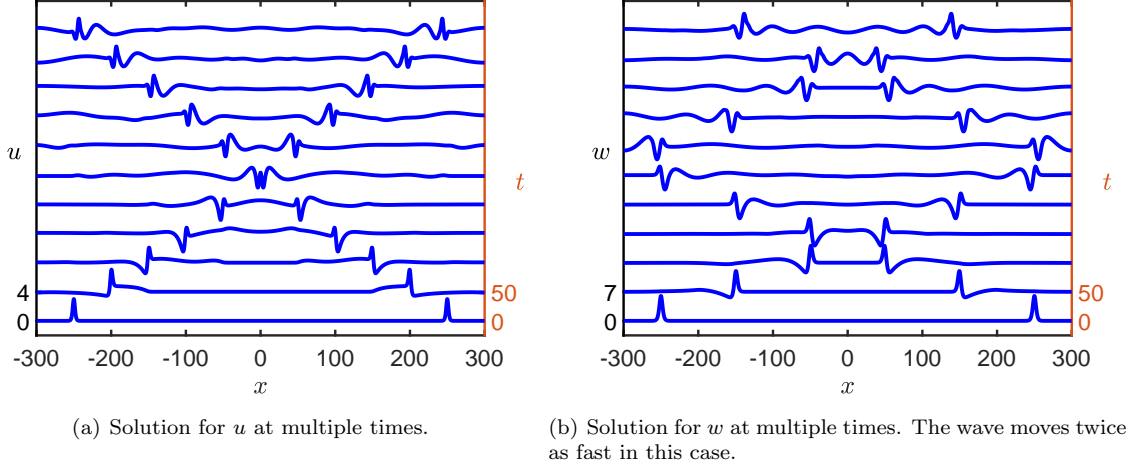 u
4
0
t
50
0
-300 -200 -100 0 100 200 300
x
w
7
0
t
50
0
-300 -200 -100 0 100 200 300
x
(a) Solution for u at multiple times.
(b) Solution for w at multiple times. The wave moves twice
as fast in this case.